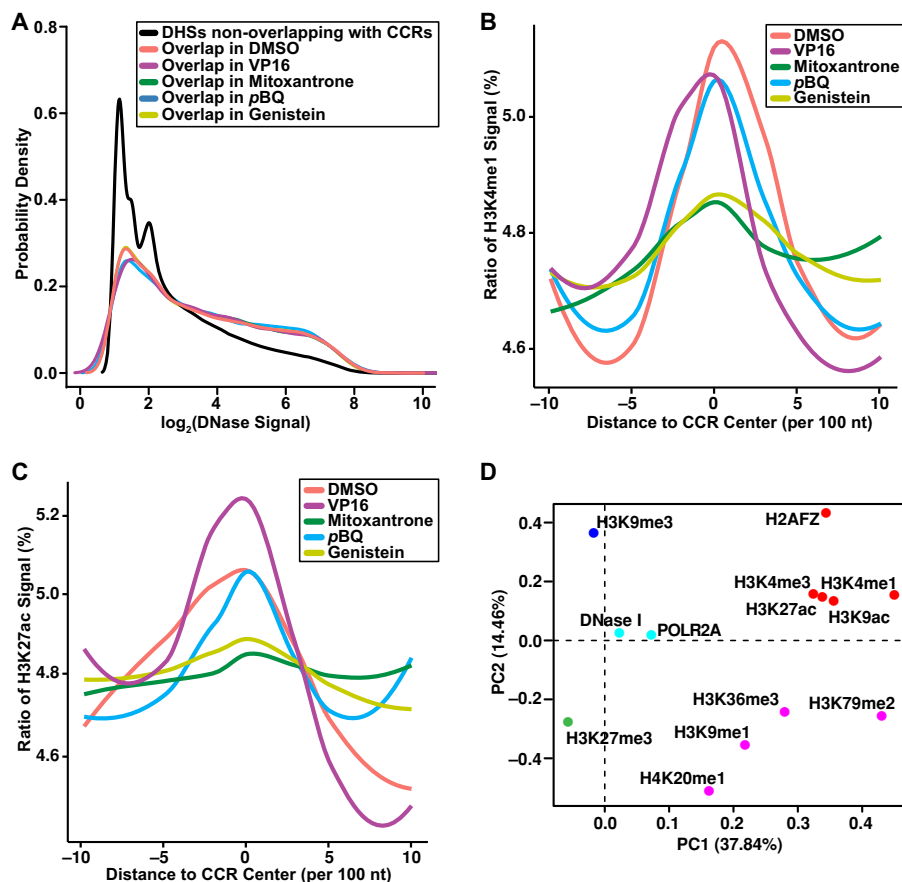 A
0.8
0.6
0.4
0.2
0.0
Probability Density
0 2 4 6 8 10
log2(DNase Signal)
DHSs non-overlapping with CCRs
Overlap in DMSO
Overlap in VP16
Overlap in Mitoxantrone
Overlap in pBQ
Overlap in Genistein
B
5.0
4.8
4.6
Ratio of H3K4me1 Signal (%)
–10 –5 0 5 10
Distance to CCR Center (per 100 nt)
DMSO
VP16
Mitoxantrone
pBQ
Genistein
C
5.2
5.0
4.8
4.6
Ratio of H3K27ac Signal (%)
–10 –5 0 5 10
Distance to CCR Center (per 100 nt)
DMSO
VP16
Mitoxantrone
pBQ
Genistein
D
0.4
0.2
0.0
–0.2
–0.4
PC2 (14.46%)
0.0 0.1 0.2 0.3 0.4
PC1 (37.84%)
H3K9me3
H2AFZ
H3K4me3
H3K4me1
H3K27ac
H3K9ac
DNase I
POLR2A
H3K36me3
H3K79me2
H3K27me3
H3K9me1
H4K20me1